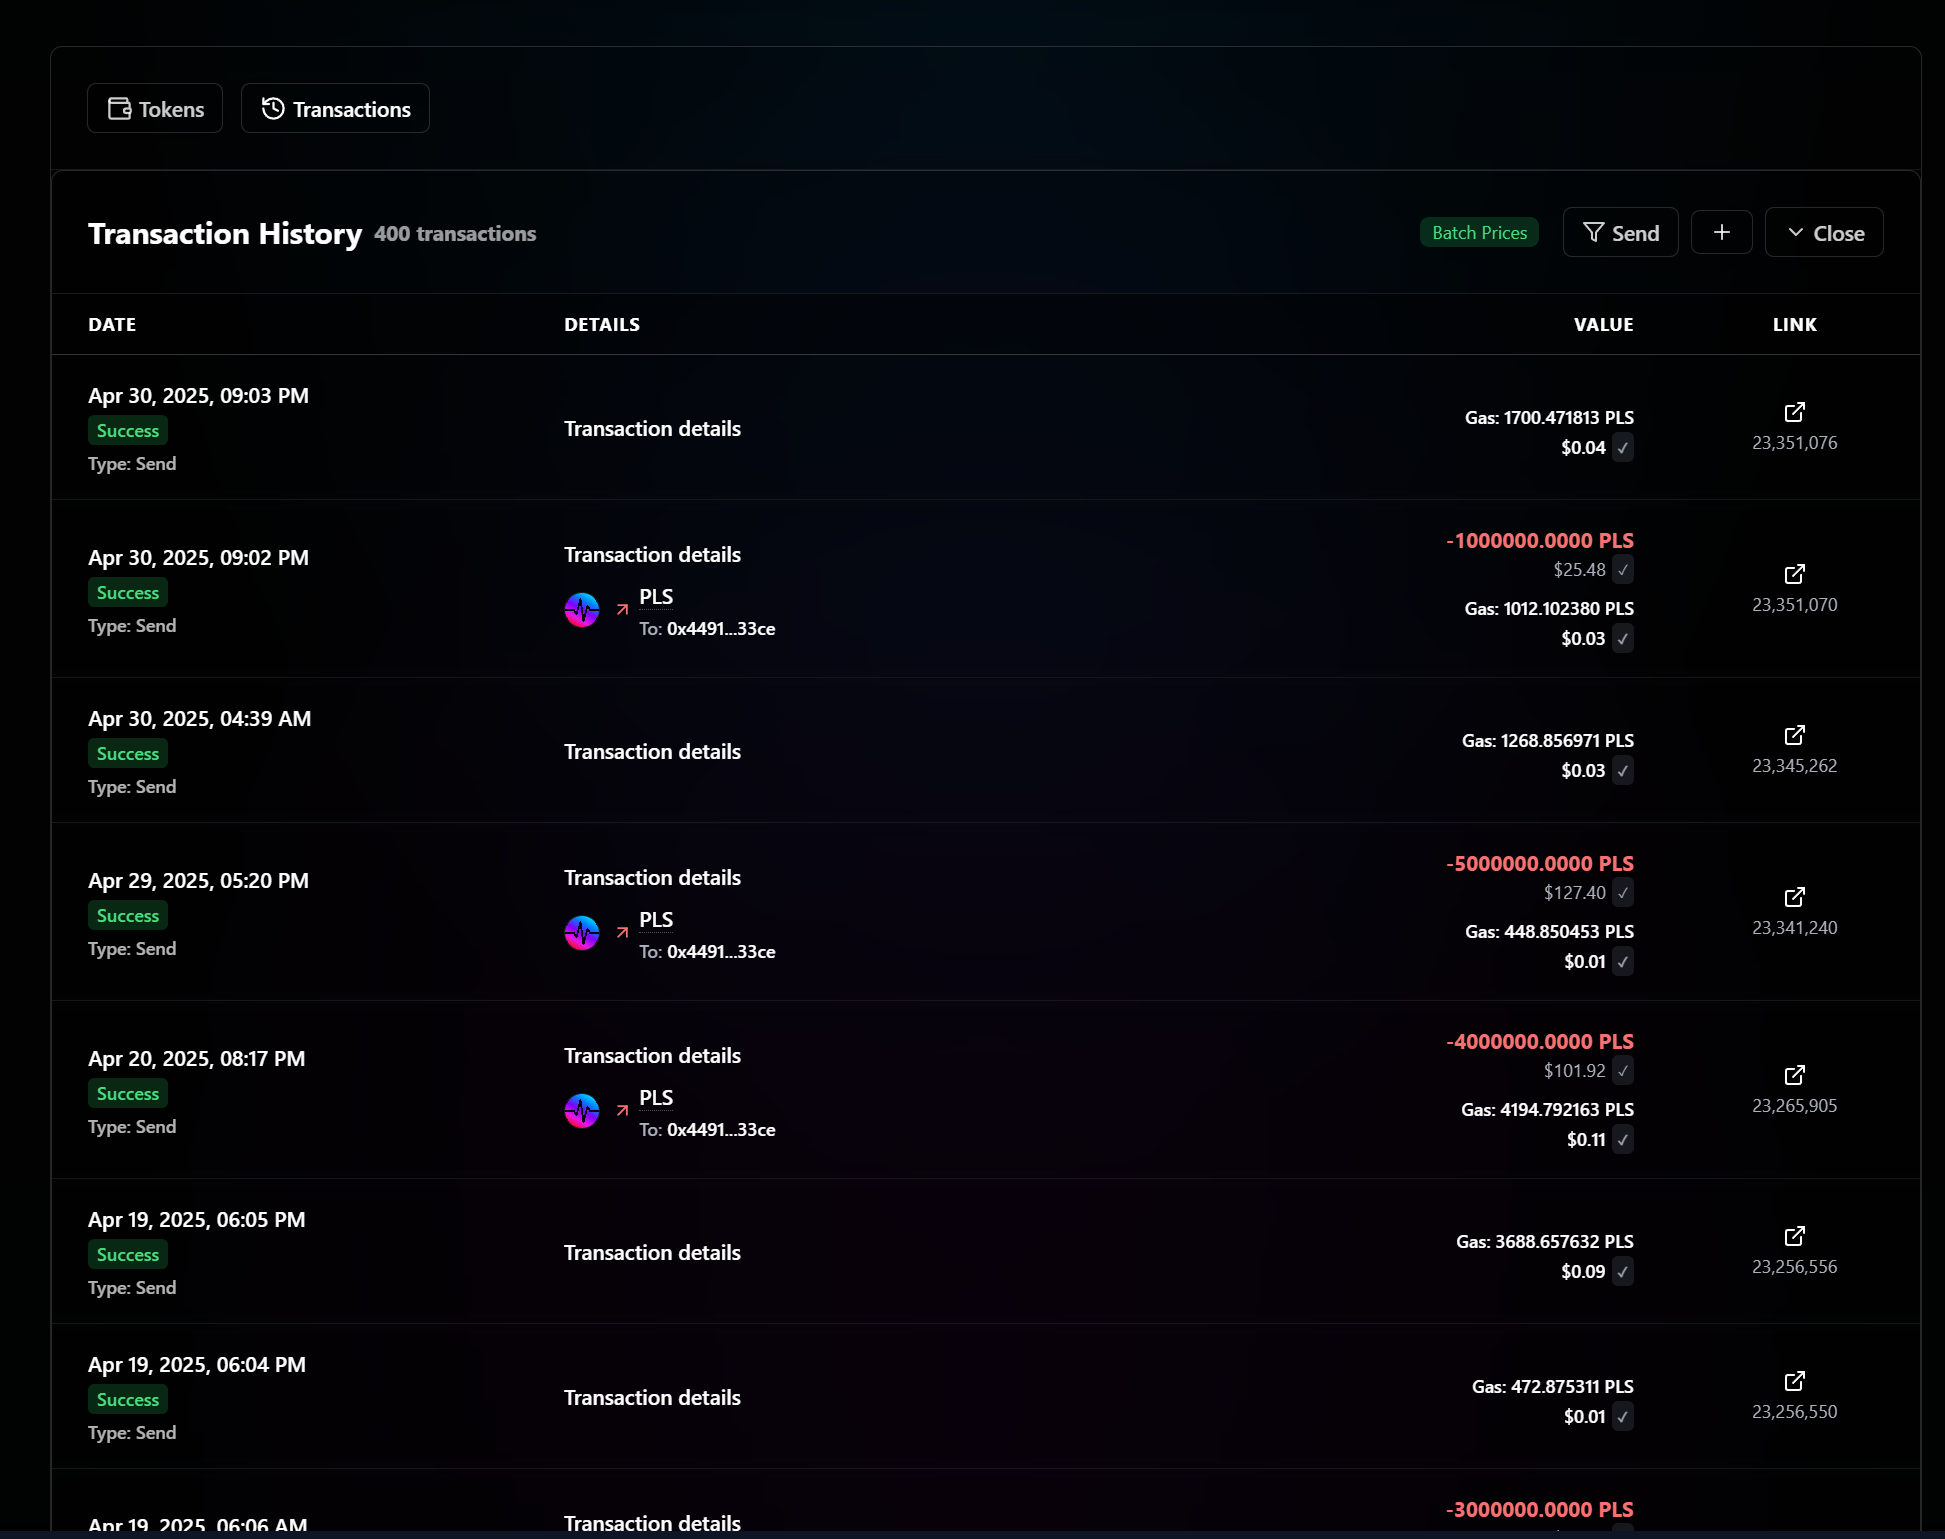 Tokens
Transactions
Transaction History 400 transactions
Batch Prices
Send
+
Close
DATE DETAILS VALUE LINK
Apr 30, 2025, 09:03 PM
Success
Type: Send
Transaction details
Gas: 1700.471813 PLS
$0.04 ✓
23,351,076
Apr 30, 2025, 09:02 PM
Success
Type: Send
Transaction details
PLS
To: 0x4491...33ce
-1000000.0000 PLS
$25.48 ✓
Gas: 1012.102380 PLS
$0.03 ✓
23,351,070
Apr 30, 2025, 04:39 AM
Success
Type: Send
Transaction details
Gas: 1268.856971 PLS
$0.03 ✓
23,345,262
Apr 29, 2025, 05:20 PM
Success
Type: Send
Transaction details
PLS
To: 0x4491...33ce
-5000000.0000 PLS
$127.40 ✓
Gas: 448.850453 PLS
$0.01 ✓
23,341,240
Apr 20, 2025, 08:17 PM
Success
Type: Send
Transaction details
PLS
To: 0x4491...33ce
-4000000.0000 PLS
$101.92 ✓
Gas: 4194.792163 PLS
$0.11 ✓
23,265,905
Apr 19, 2025, 06:05 PM
Success
Type: Send
Transaction details
Gas: 3688.657632 PLS
$0.09 ✓
23,256,556
Apr 19, 2025, 06:04 PM
Success
Type: Send
Transaction details
Gas: 472.875311 PLS
$0.01 ✓
23,256,550
Apr 19, 2025, 06:06 AM
Transaction details
-3000000.0000 PLS